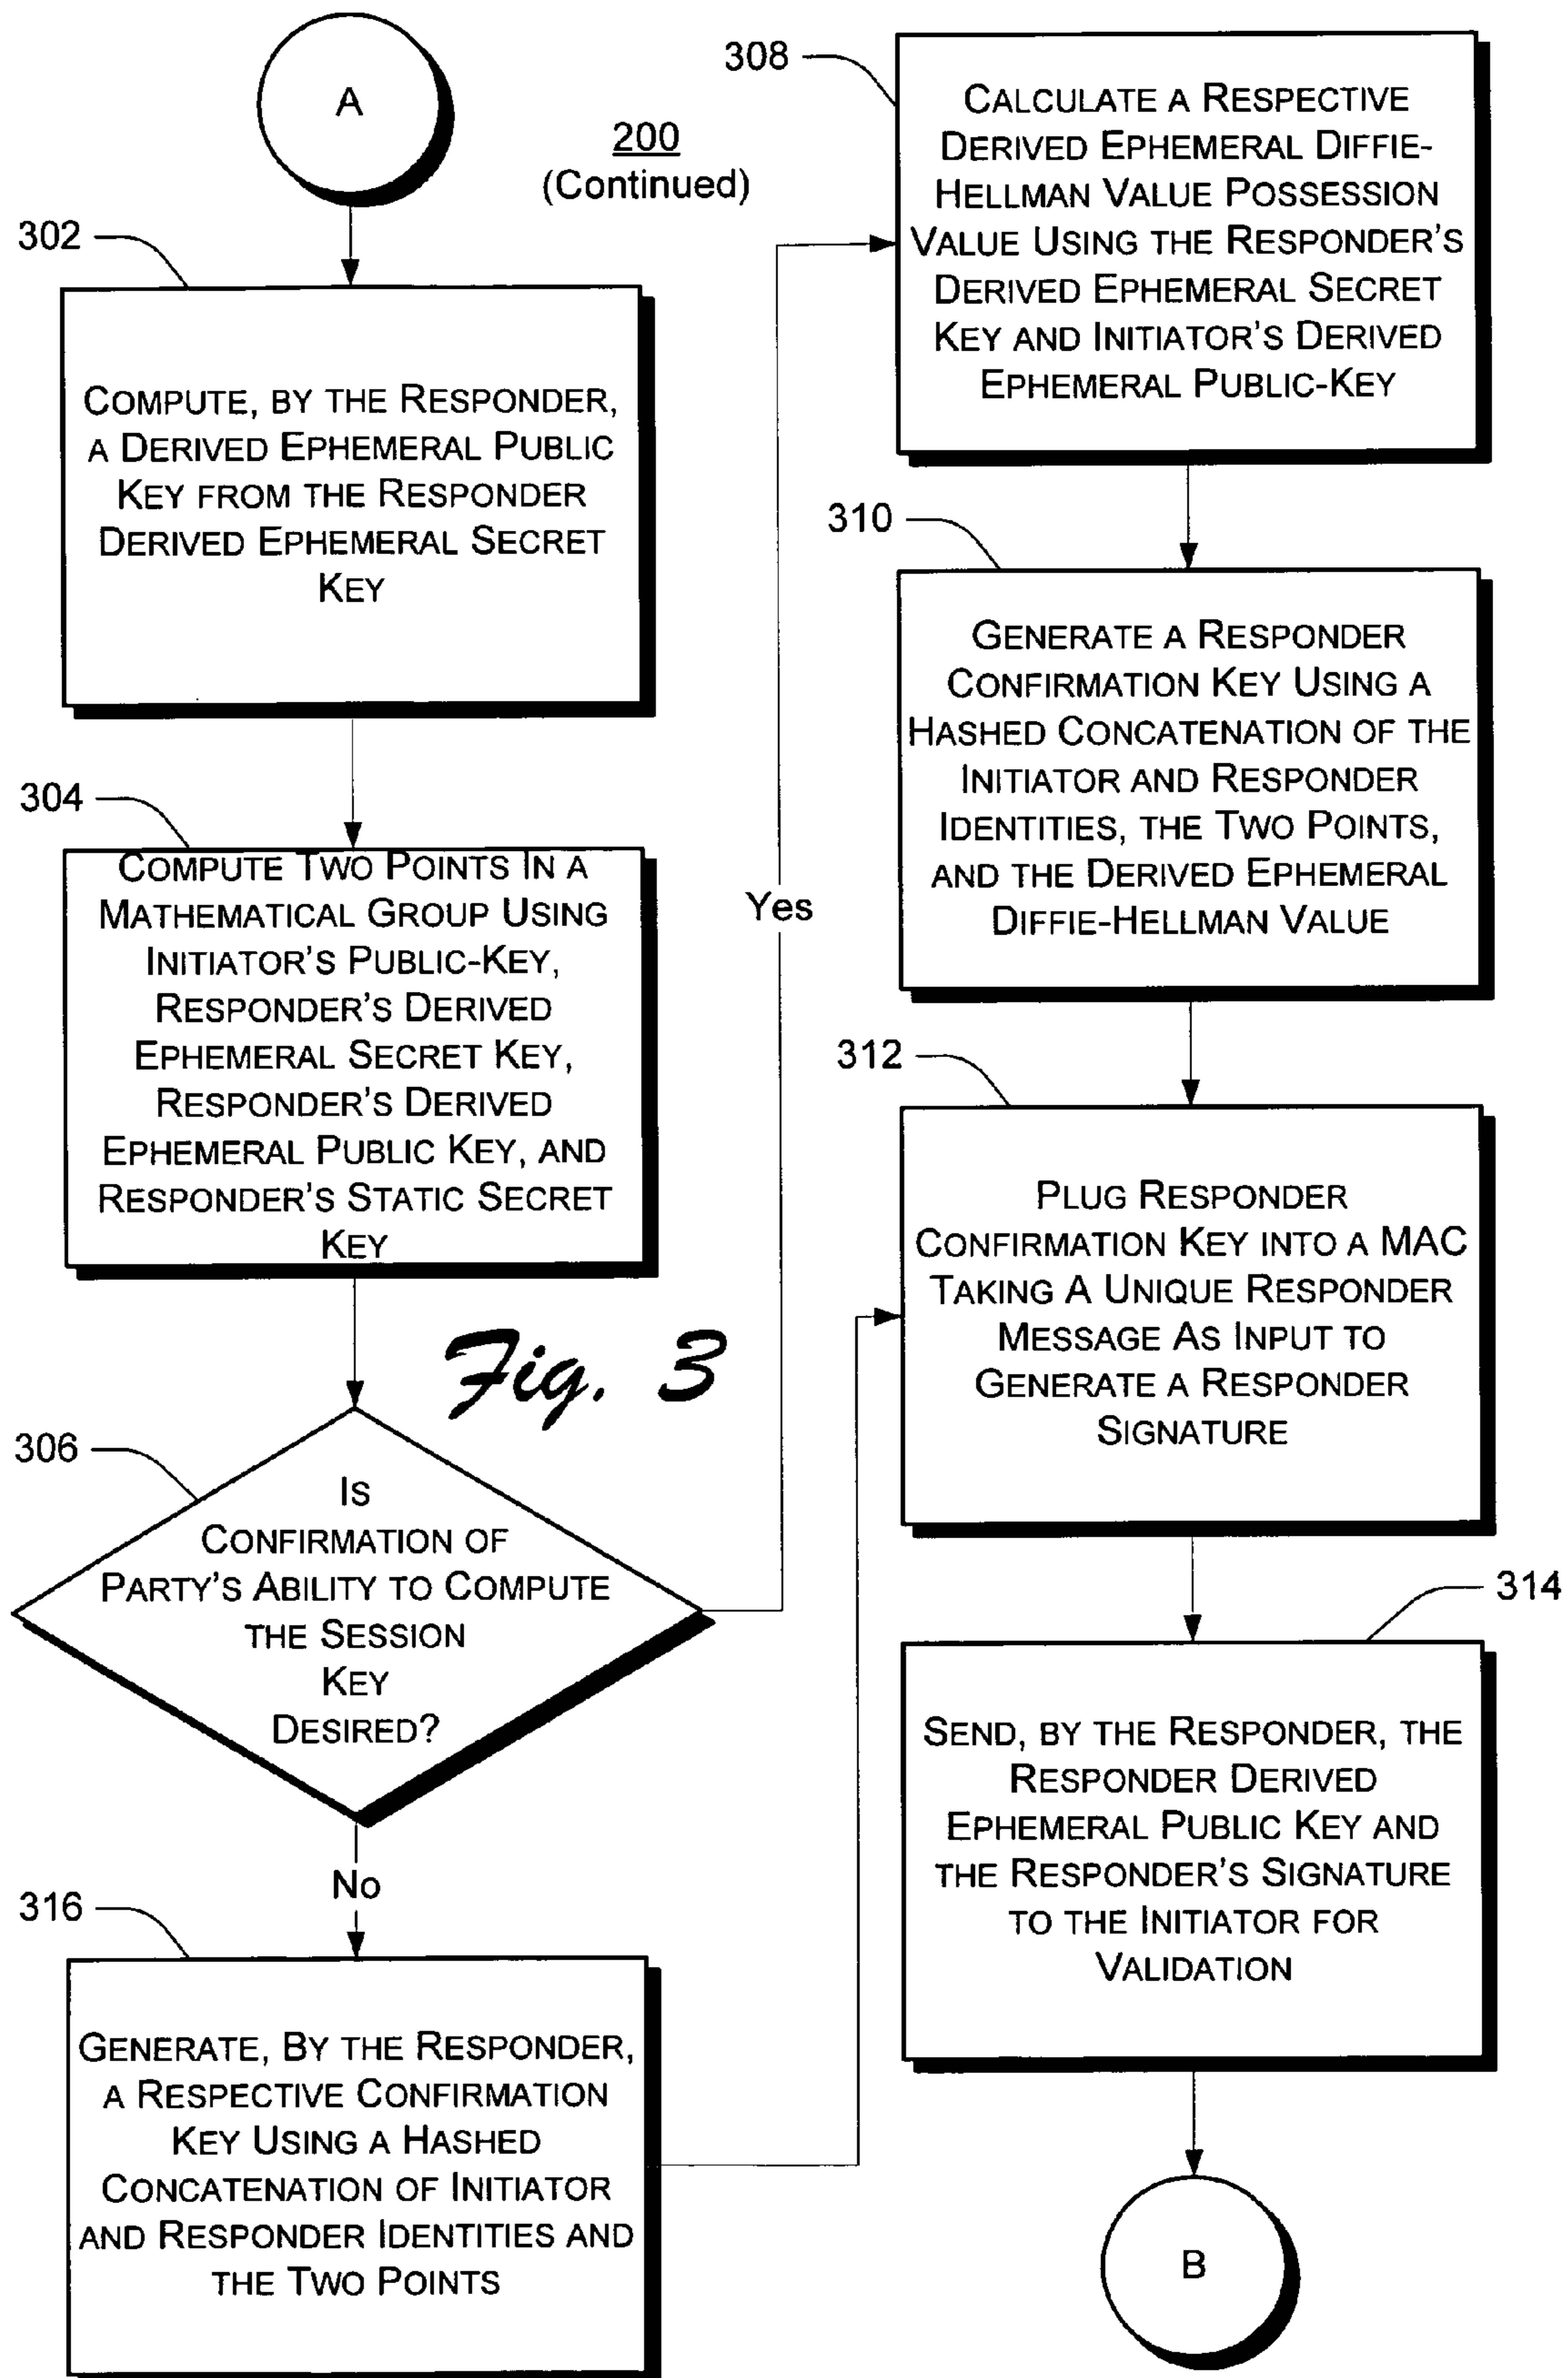 A
200
(Continued)
302
COMPUTE, BY THE RESPONDER,
A DERIVED EPHEMERAL PUBLIC
KEY FROM THE RESPONDER
DERIVED EPHEMERAL SECRET
KEY
304
COMPUTE TWO POINTS IN A
MATHEMATICAL GROUP USING
INITIATOR'S PUBLIC-KEY,
RESPONDER'S DERIVED
EPHEMERAL SECRET KEY,
RESPONDER'S DERIVED
EPHEMERAL PUBLIC KEY, AND
RESPONDER'S STATIC SECRET
KEY
Fig. 3
306
IS
CONFIRMATION OF
PARTY'S ABILITY TO COMPUTE
THE SESSION
KEY
DESIRED?
Yes
No
316
GENERATE, BY THE RESPONDER,
A RESPECTIVE CONFIRMATION
KEY USING A HASHED
CONCATENATION OF INITIATOR
AND RESPONDER IDENTITIES AND
THE TWO POINTS
308
CALCULATE A RESPECTIVE
DERIVED EPHEMERAL DIFFIE-
HELLMAN VALUE POSSESSION
VALUE USING THE RESPONDER'S
DERIVED EPHEMERAL SECRET
KEY AND INITIATOR'S DERIVED
EPHEMERAL PUBLIC-KEY
310
GENERATE A RESPONDER
CONFIRMATION KEY USING A
HASHED CONCATENATION OF THE
INITIATOR AND RESPONDER
IDENTITIES, THE TWO POINTS,
AND THE DERIVED EPHEMERAL
DIFFIE-HELLMAN VALUE
312
PLUG RESPONDER
CONFIRMATION KEY INTO A MAC
TAKING A UNIQUE RESPONDER
MESSAGE AS INPUT TO
GENERATE A RESPONDER
SIGNATURE
314
SEND, BY THE RESPONDER, THE
RESPONDER DERIVED
EPHEMERAL PUBLIC KEY AND
THE RESPONDER'S SIGNATURE
TO THE INITIATOR FOR
VALIDATION
B